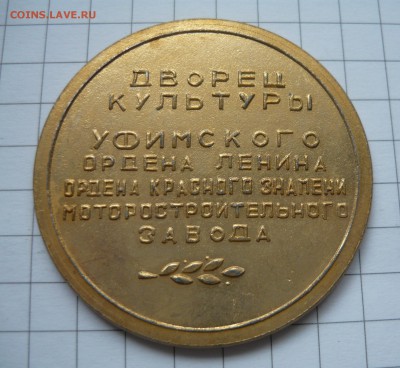 COINS.LAVE.RU
ДВОРЕЦ
КУЛЬТУРЫ
УФИМСКОГО
ОРДЕНА ЛЕНИНА
ОРДЕНА КРАСНОГО ЗНАМЕНИ
МОТОРОСТРОИТЕЛЬНОГО
ЗАВОДА